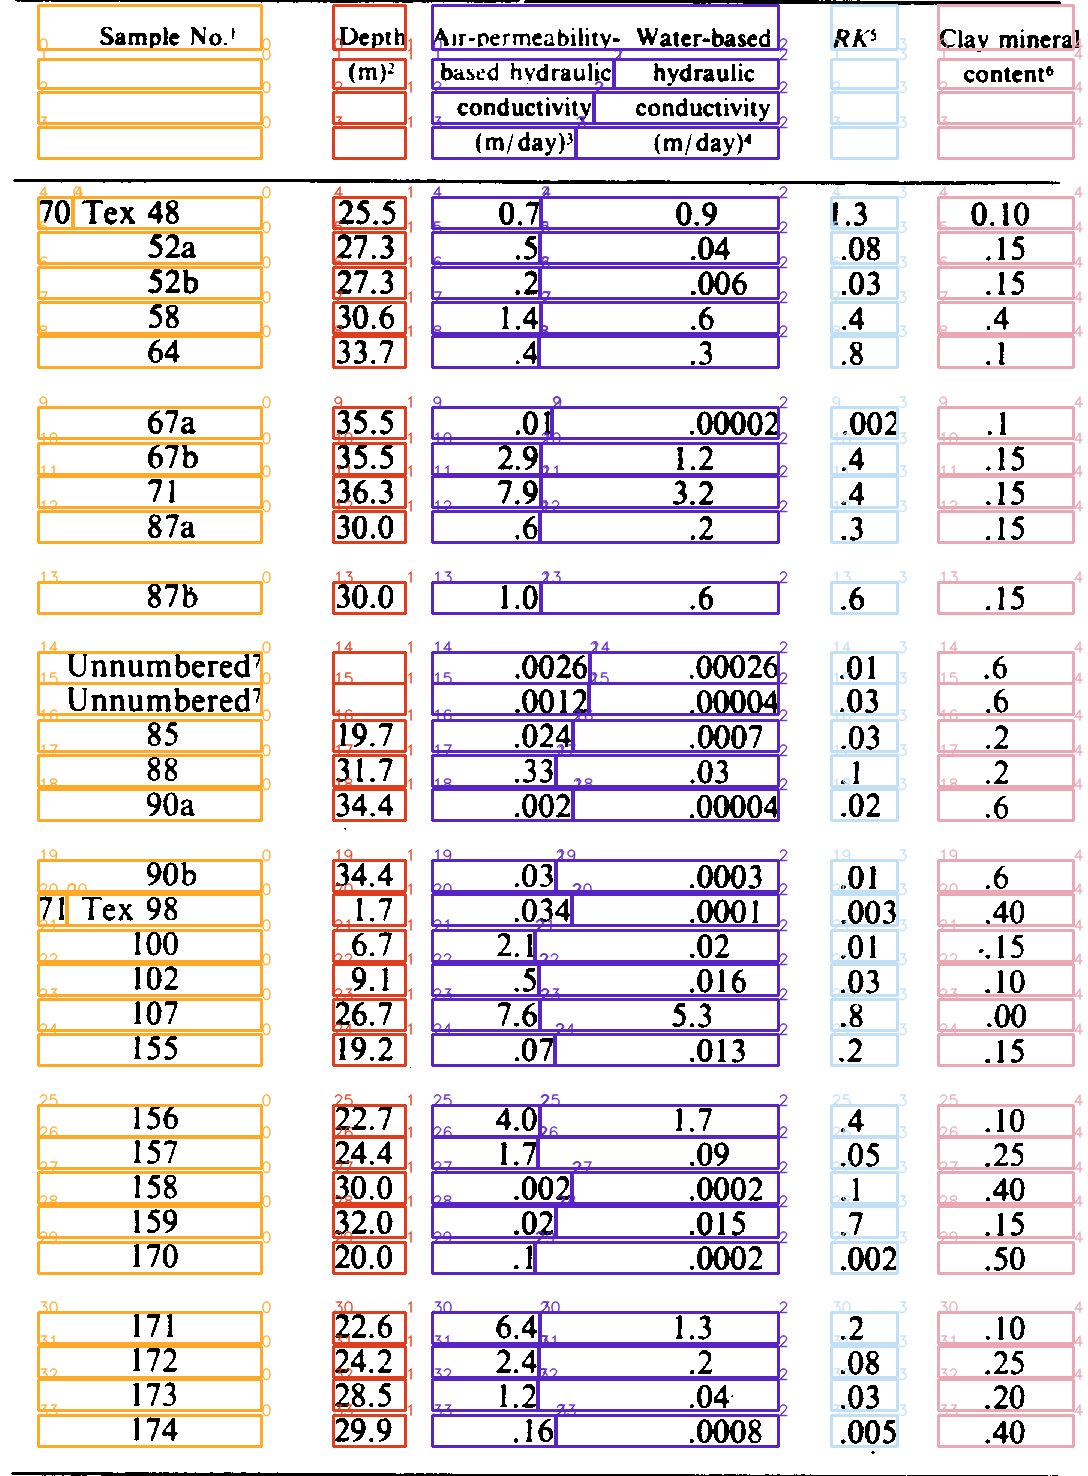 Sample No.¹ Depth Air-permeability- Water-based RK⁵ Clay mineral
(m)² based hydraulic hydraulic content⁶
conductivity conductivity
(m/day)³ (m/day)⁴
70 Tex 48 25.5 0.7 0.9 1.3 0.10
52a 27.3 .5 .04 .08 .15
52b 27.3 .2 .006 .03 .15
58 30.6 1.4 .6 .4 .4
64 33.7 .4 .3 .8 .1
67a 35.5 .01 .00002 .002 .1
67b 35.5 2.9 1.2 .4 .15
71 36.3 7.9 3.2 .4 .15
87a 30.0 .6 .2 .3 .15
87b 30.0 1.0 .6 .6 .15
Unnumbered⁷ .0026 .00026 .01 .6
Unnumbered⁷ .0012 .00004 .03 .6
85 19.7 .024 .0007 .03 .2
88 31.7 .33 .03 .1 .2
90a 34.4 .002 .00004 .02 .6
90b 34.4 .03 .0003 .01 .6
71 Tex 98 1.7 .034 .0001 .003 .40
100 6.7 2.1 .02 .01 .15
102 9.1 .5 .016 .03 .10
107 26.7 7.6 5.3 .8 .00
155 19.2 .07 .013 .2 .15
156 22.7 4.0 1.7 .4 .10
157 24.4 1.7 .09 .05 .25
158 30.0 .002 .0002 .1 .40
159 32.0 .02 .015 .7 .15
170 20.0 .1 .0002 .002 .50
171 22.6 6.4 1.3 .2 .10
172 24.2 2.4 .2 .08 .25
173 28.5 1.2 .04 .03 .20
174 29.9 .16 .0008 .005 .40